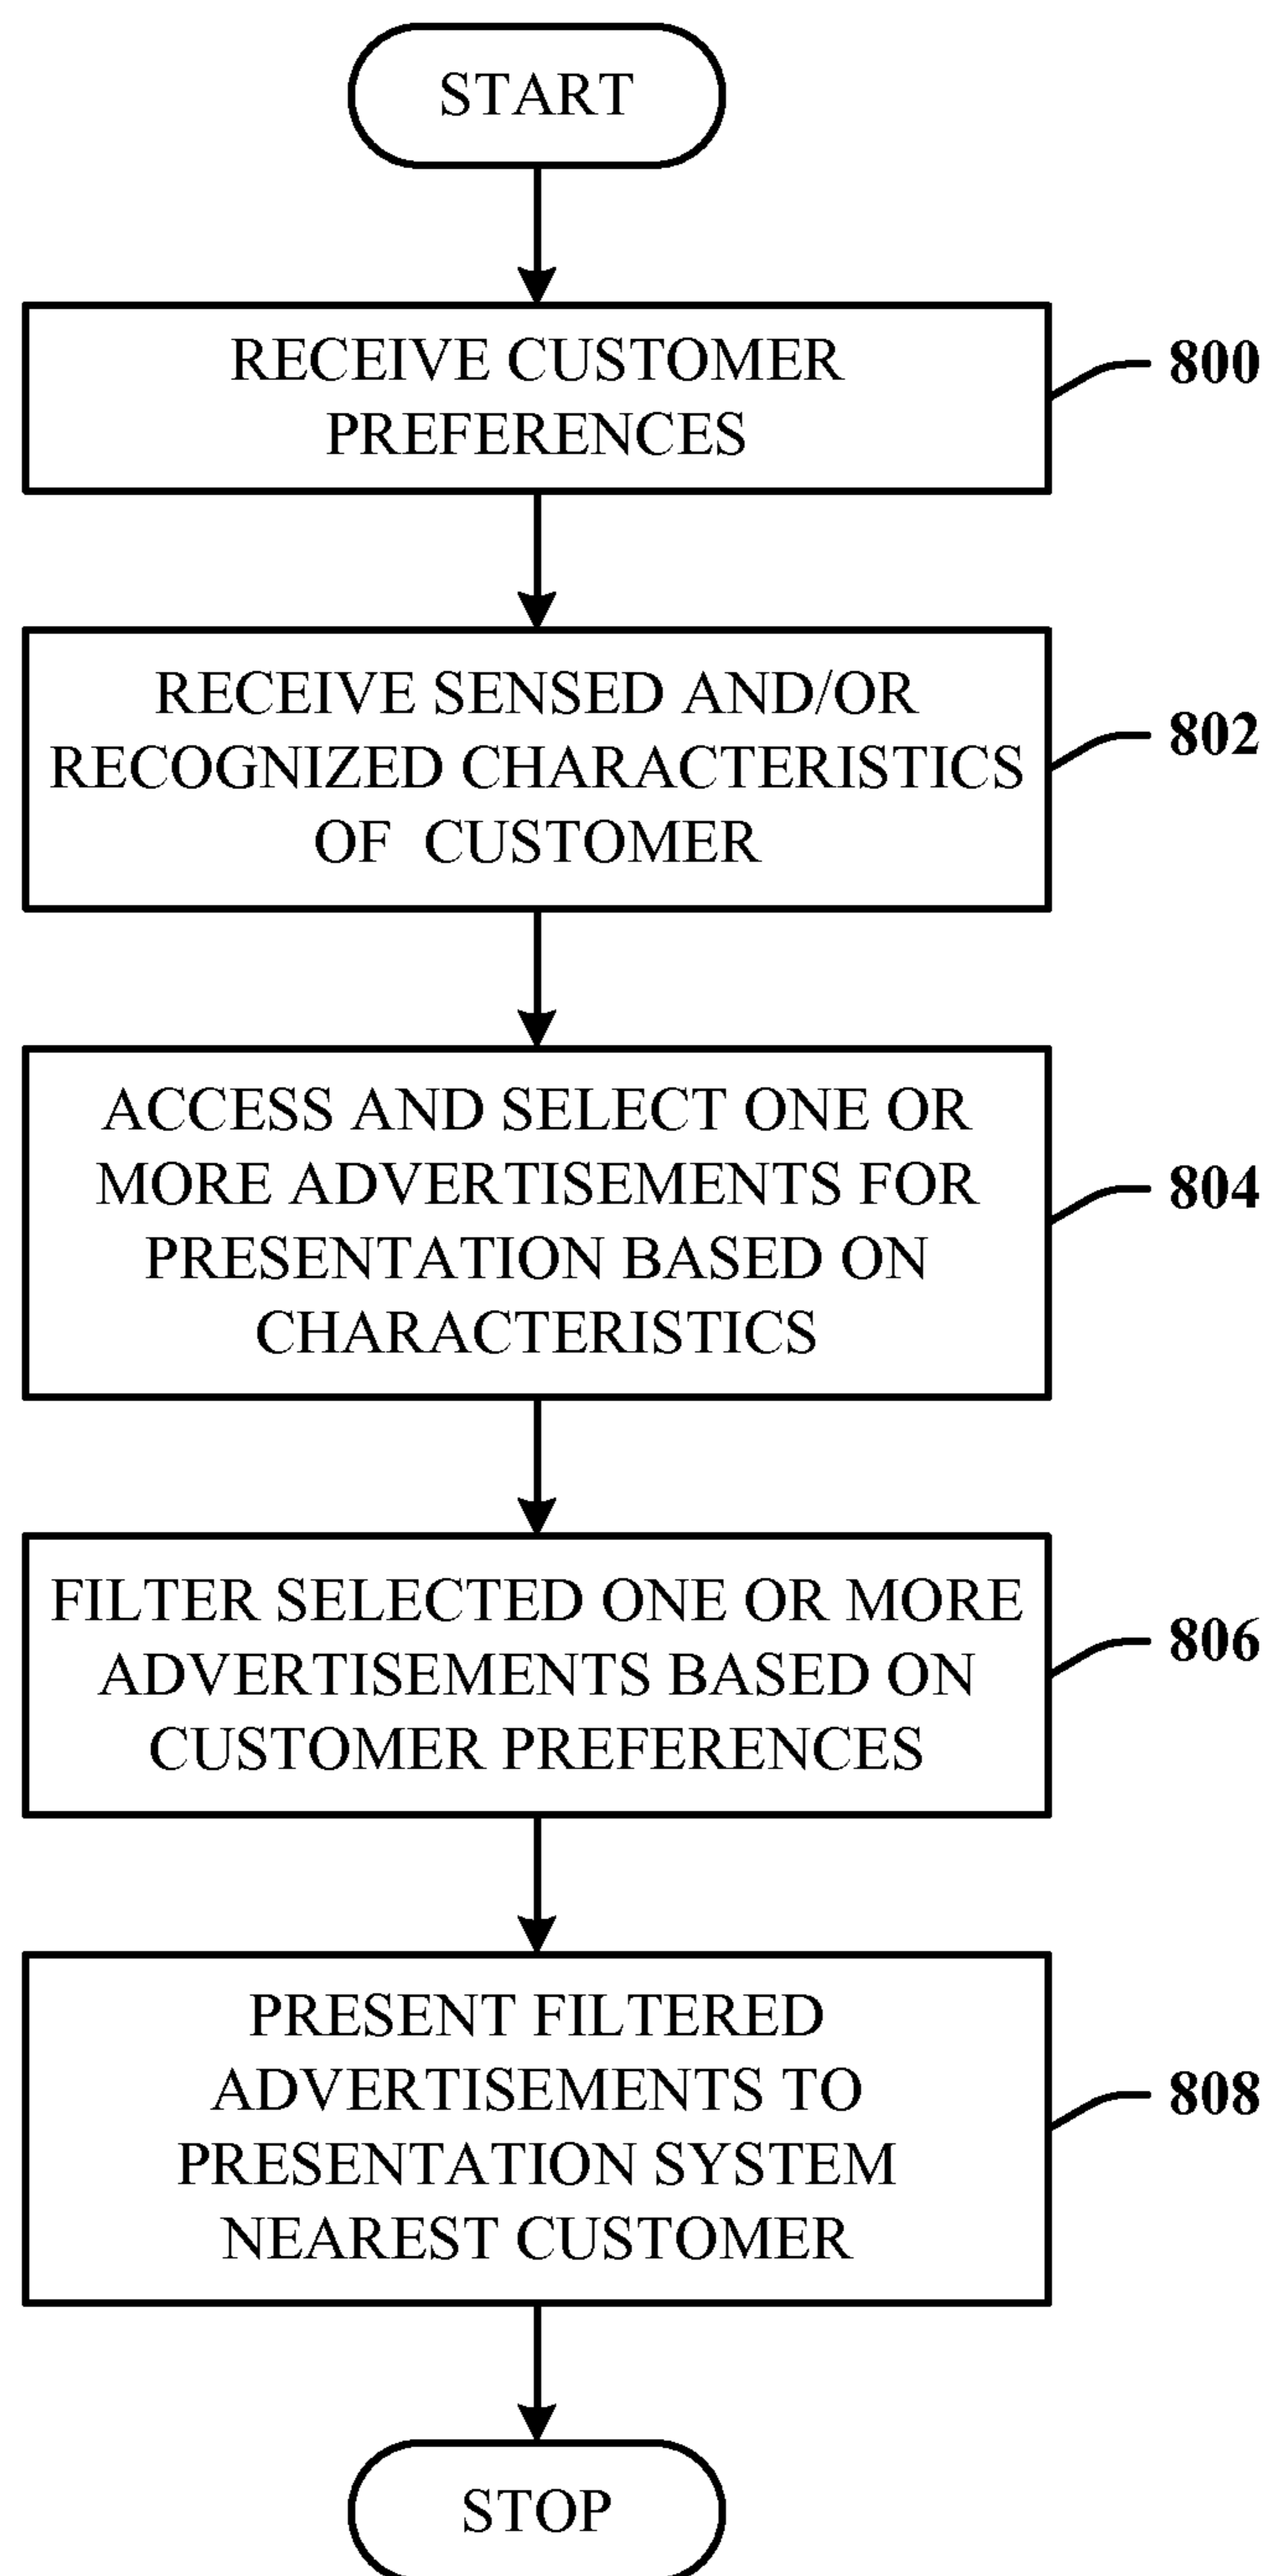 START
RECEIVE CUSTOMER
PREFERENCES
800
RECEIVE SENSED AND/OR
RECOGNIZED CHARACTERISTICS
OF CUSTOMER
802
ACCESS AND SELECT ONE OR
MORE ADVERTISEMENTS FOR
PRESENTATION BASED ON
CHARACTERISTICS
804
FILTER SELECTED ONE OR MORE
ADVERTISEMENTS BASED ON
CUSTOMER PREFERENCES
806
PRESENT FILTERED
ADVERTISEMENTS TO
PRESENTATION SYSTEM
NEAREST CUSTOMER
808
STOP